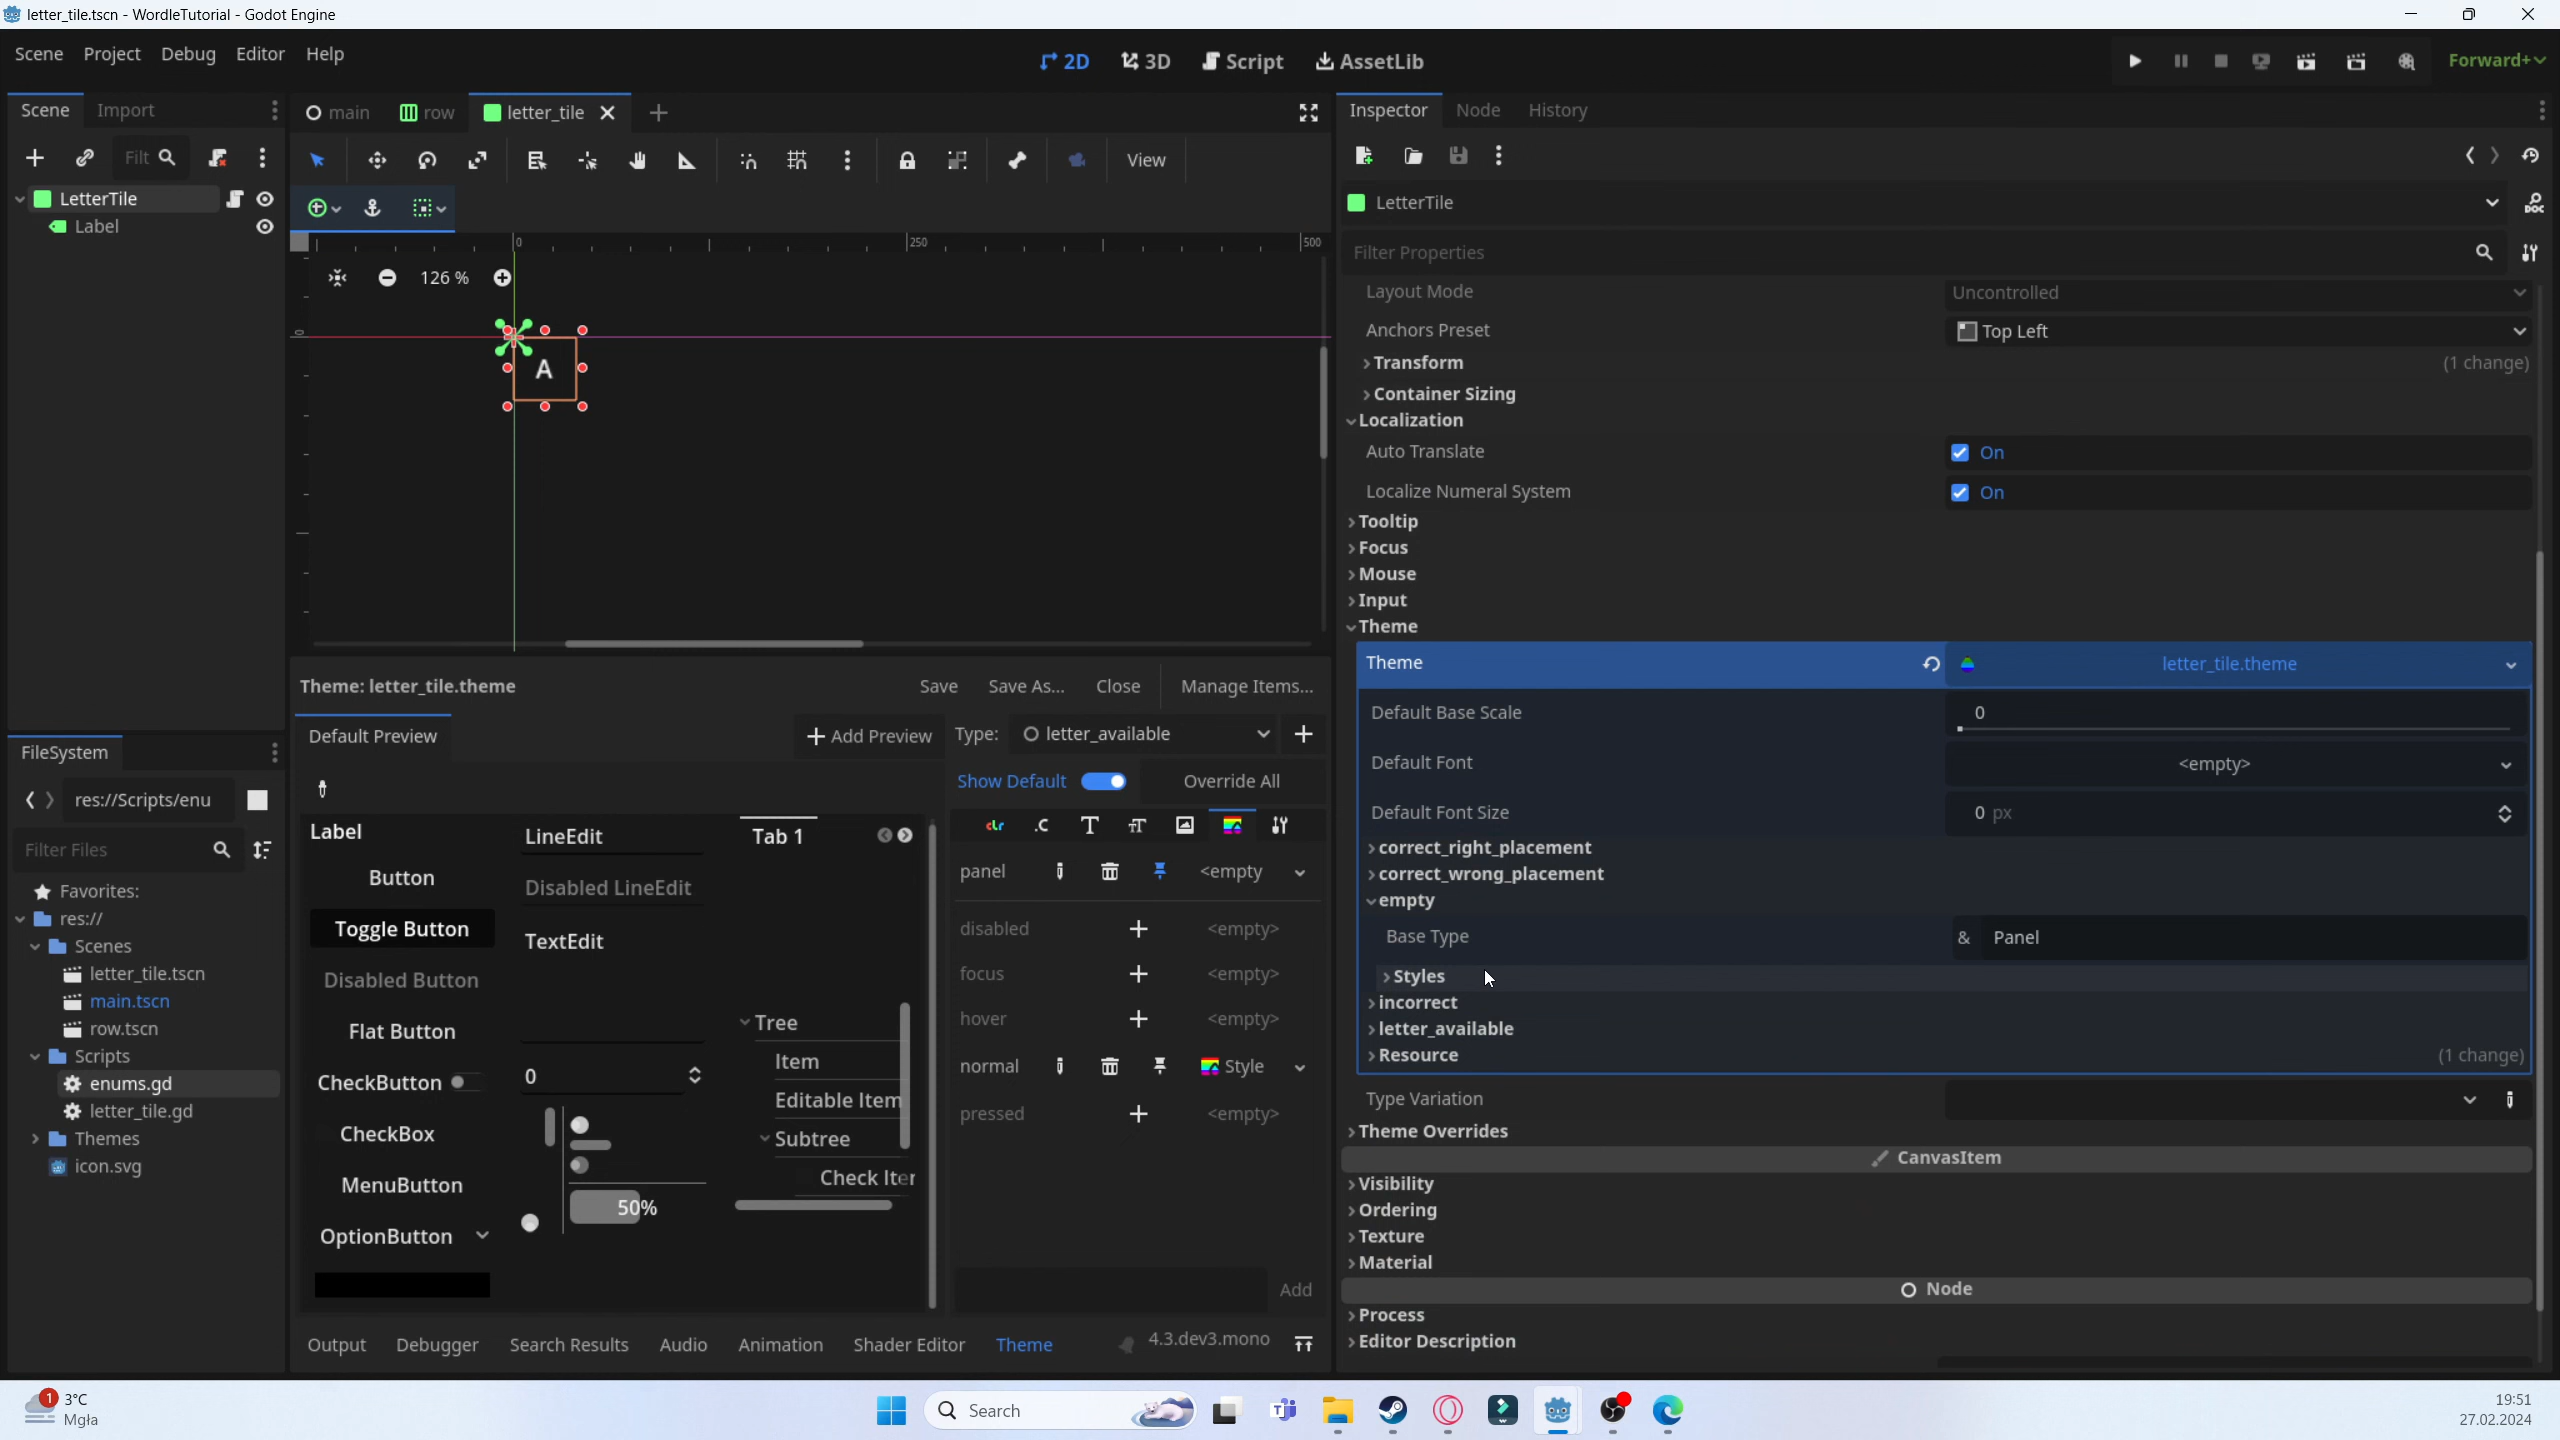 letter_tile.tscn - WordleTutorial - Godot Engine
Scene Project Debug Editor Help
2D 3D Script AssetLib
Forward+
Scene Import
main row letter_tile
Inspector Node History
Filt
View
LetterTile
Label
LetterTile
Filter Properties
0 250 500
126 %
0
A
Layout Mode Uncontrolled
Anchors Preset Top Left
Transform (1 change)
Container Sizing
Localization
Auto Translate On
Localize Numeral System On
Tooltip
Focus
Mouse
Input
Theme
Theme letter_tile.theme
Default Base Scale 0
Default Font <empty>
Default Font Size 0 px
correct_right_placement
correct_wrong_placement
empty
Base Type & Panel
Styles
incorrect
letter_available
Resource (1 change)
Type Variation
Theme Overrides
CanvasItem
Visibility
Ordering
Texture
Material
Node
Process
Editor Description
Theme: letter_tile.theme Save Save As... Close Manage Items...
Default Preview Add Preview
Type: letter_available
Show Default Override All
Label
Button
Toggle Button
Disabled Button
Flat Button
CheckButton
CheckBox
MenuButton
OptionButton
LineEdit
Disabled LineEdit
TextEdit
0
50%
Tab 1
Tree
Item
Editable Item
Subtree
Check Iter
clr .C T TT
panel <empty
disabled <empty>
focus <empty>
hover <empty>
normal Style
pressed <empty>
Add
FileSystem
res://Scripts/enu
Filter Files
Favorites:
res://
Scenes
letter_tile.tscn
main.tscn
row.tscn
Scripts
enums.gd
letter_tile.gd
Themes
icon.svg
Output Debugger Search Results Audio Animation Shader Editor Theme 4.3.dev3.mono
1
3°C
Mgła
Search
19:51
27.02.2024